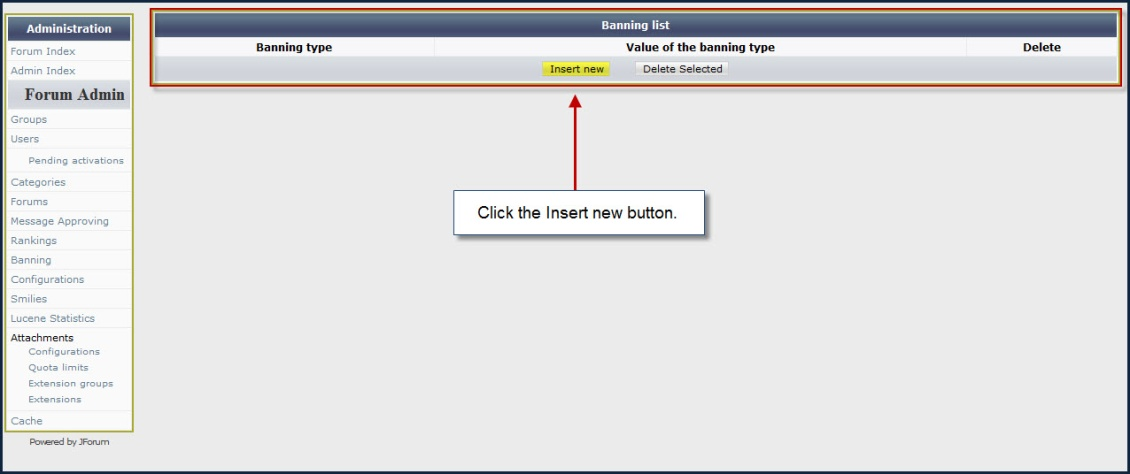 Administration
Forum Index
Admin Index
Forum Admin
Groups
Users
Pending activations
Categories
Forums
Message Approving
Rankings
Banning
Configurations
Smilies
Lucene Statistics
Attachments
Configurations
Quota limits
Extension groups
Extensions
Cache
Powered by JForum
Banning list
Banning type Value of the banning type Delete
Insert new Delete Selected
Click the Insert new button.